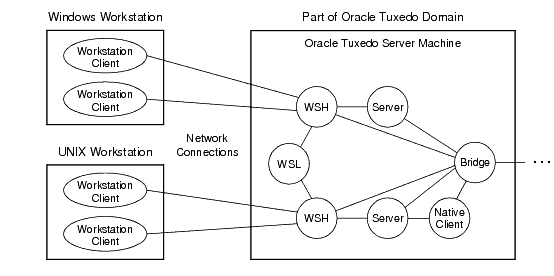 Windows Workstation
Part of Oracle Tuxedo Domain
Workstation
Client
Workstation
Client
Oracle Tuxedo Server Machine
WSH
Server
Network
Connections
UNIX Workstation
WSL
Bridge
...
Workstation
Client
Workstation
Client
WSH
Server
Native
Client